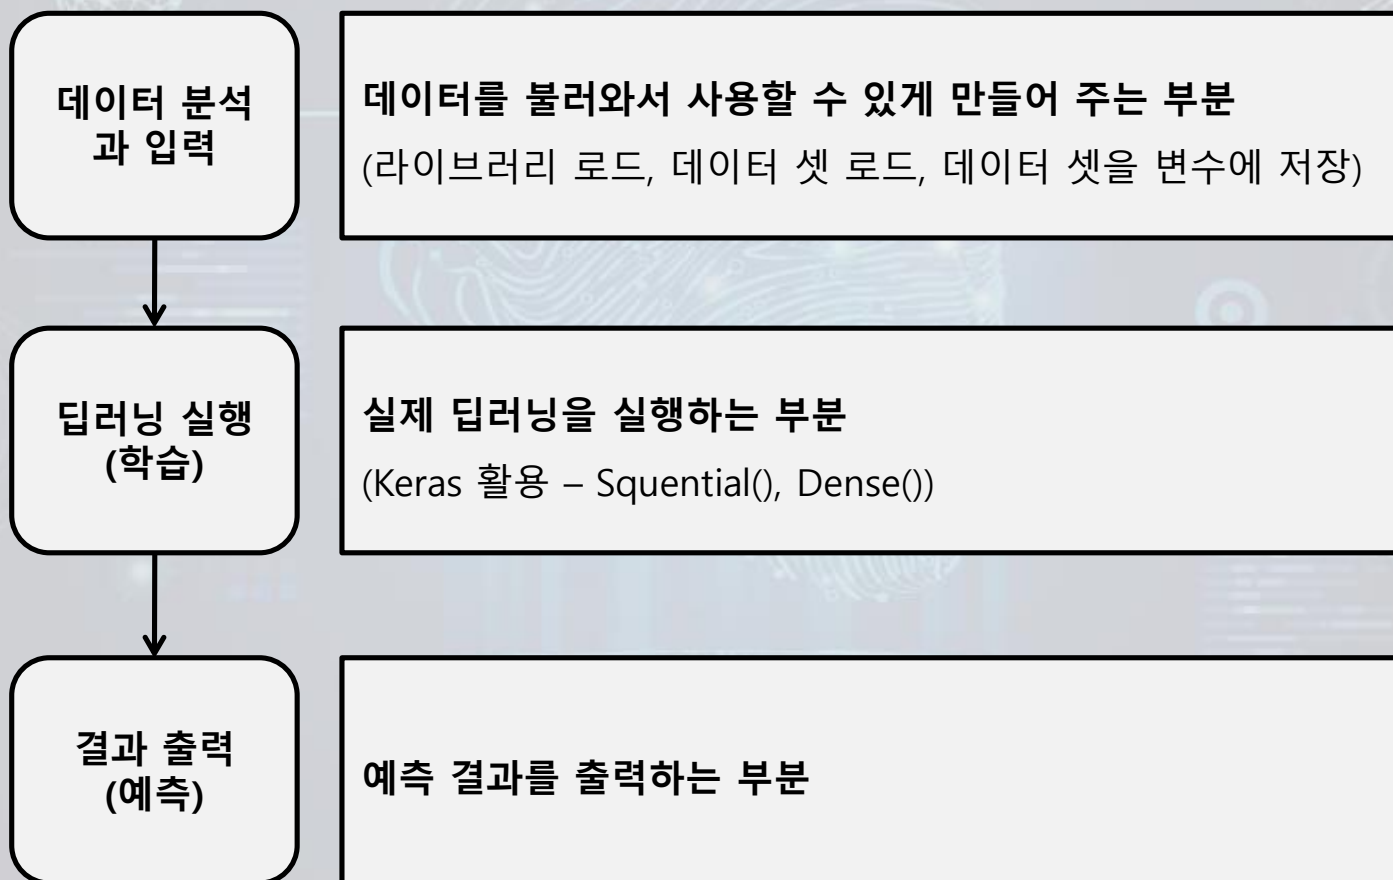 데이터 분석
과 입력
데이터를 불러와서 사용할 수 있게 만들어 주는 부분
(라이브러리 로드, 데이터 셋 로드, 데이터 셋을 변수에 저장)
딥러닝 실행
(학습)
실제 딥러닝을 실행하는 부분
(Keras 활용 – Squential(), Dense())
결과 출력
(예측)
예측 결과를 출력하는 부분